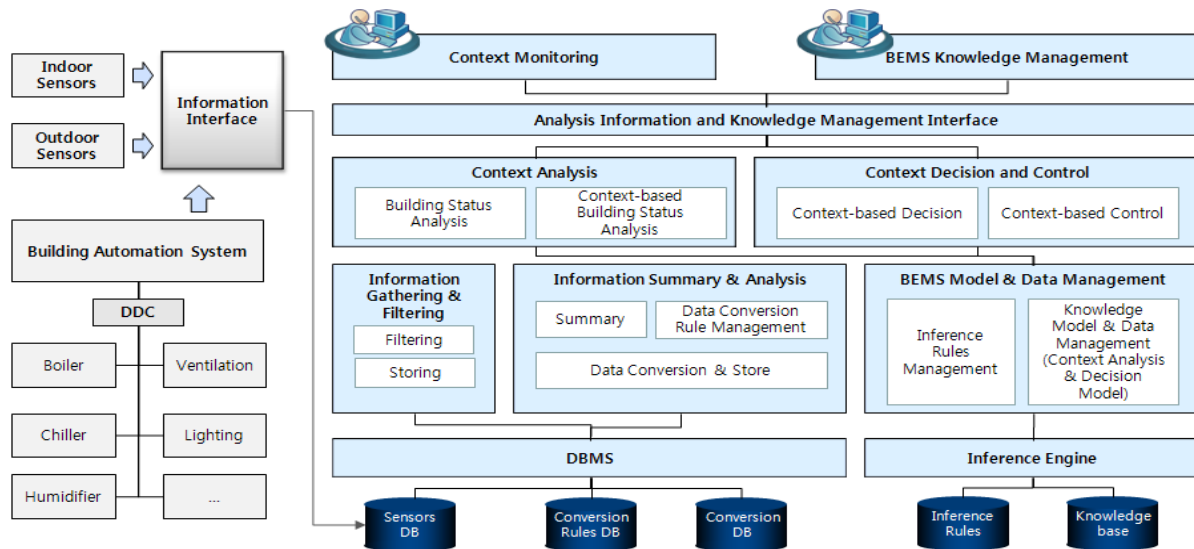 Indoor
Sensors
Outdoor
Sensors
Information
Interface
Building Automation System
DDC
Boiler
Ventilation
Chiller
Lighting
Humidifier
...
Context Monitoring
BEMS Knowledge Management
Analysis Information and Knowledge Management Interface
Context Analysis
Building Status
Analysis
Context-based
Building Status
Analysis
Context Decision and Control
Context-based Decision
Context-based Control
Information
Gathering &
Filtering
Filtering
Storing
Information Summary & Analysis
Summary
Data Conversion
Rule Management
Data Conversion & Store
BEMS Model & Data Management
Inference
Rules
Management
Knowledge
Model & Data
Management
(Context Analysis
& Decision
Model)
DBMS
Inference Engine
Sensors
DB
Conversion
Rules DB
Conversion
DB
Inference
Rules
Knowledge
base